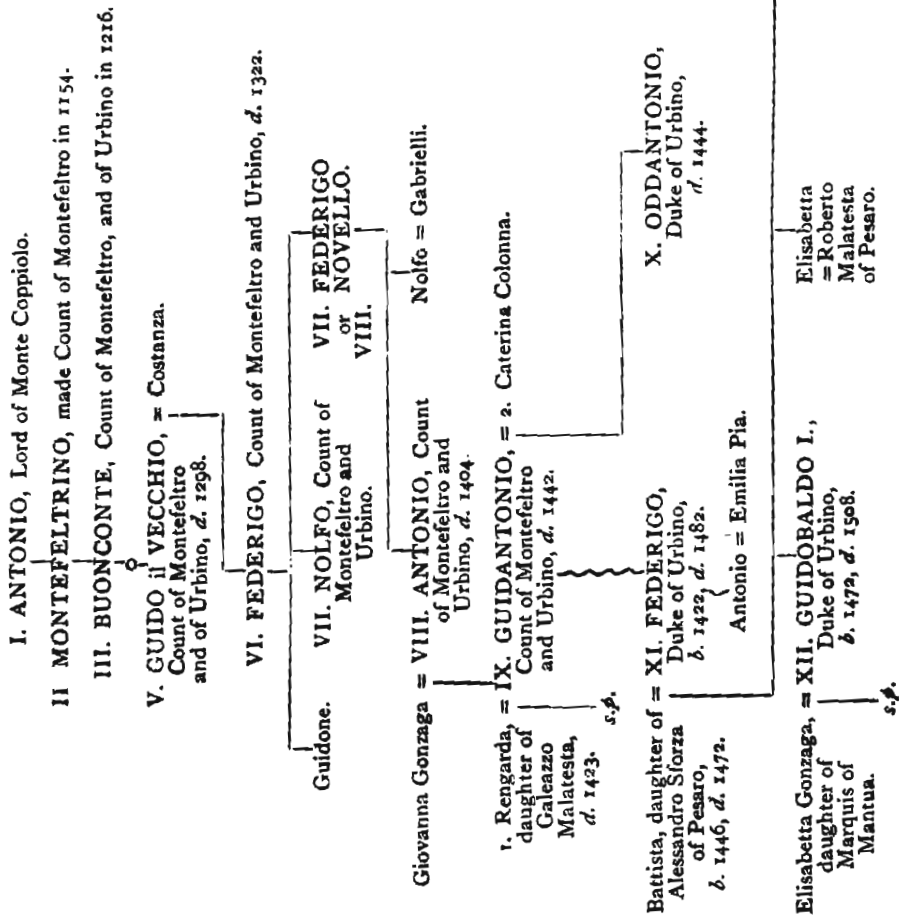 I. ANTONIO, Lord of Monte Coppiolo.
II MONTEFELTRINO, made Count of Montefeltro in 1154.
III. BUONCONTE, Count of Montefeltro, and of Urbino in 1216.
V. GUIDO il VECCHIO, = Costanza.
Count of Montefeltro
and of Urbino, d. 1298.
VI. FEDERIGO, Count of Montefeltro and Urbino, d. 1322.
Guidone.
VII. NOLFO, Count of
Montefeltro and
Urbino.
VII. FEDERIGO
or NOVELLO.
VIII.
Giovanna Gonzaga = VIII. ANTONIO, Count
of Montefeltro and
Urbino, d. 1404.
Nolfo = Gabrielli.
1. Rengarda,
daughter of
Galeazzo
Malatesta,
d. 1423.
= IX. GUIDANTONIO, = 2. Caterina Colonna.
Count of Montefeltro
and Urbino, d. 1442.
s.p.
X. ODDANTONIO,
Duke of Urbino,
d. 1444.
Battista, daughter of
Alessandro Sforza
of Pesaro,
b. 1446, d. 1472.
= XI. FEDERIGO,
Duke of Urbino,
b. 1422, d. 1482.
Antonio = Emilia Pia.
Elisabetta Gonzaga,
daughter of
Marquis of
Mantua.
= XII. GUIDOBALDO I.,
Duke of Urbino,
b. 1472, d. 1508.
s.p.
Elisabetta
= Roberto
Malatesta
of Pesaro.